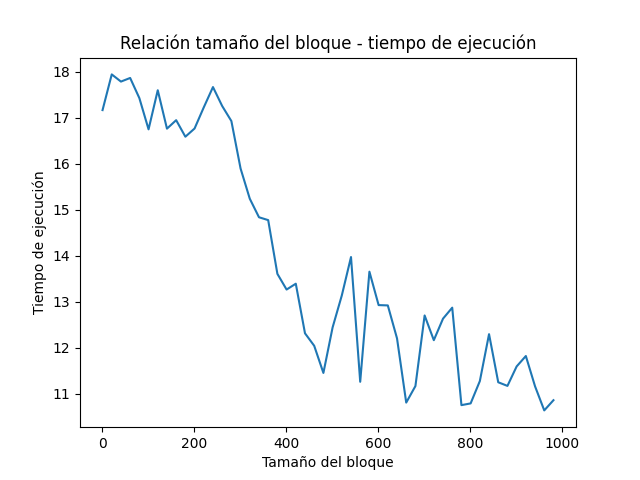 Relación tamaño del bloque - tiempo de ejecución
Tiempo de ejecución
18
17
16
15
14
13
12
11
0 200 400 600 800 1000
Tamaño del bloque